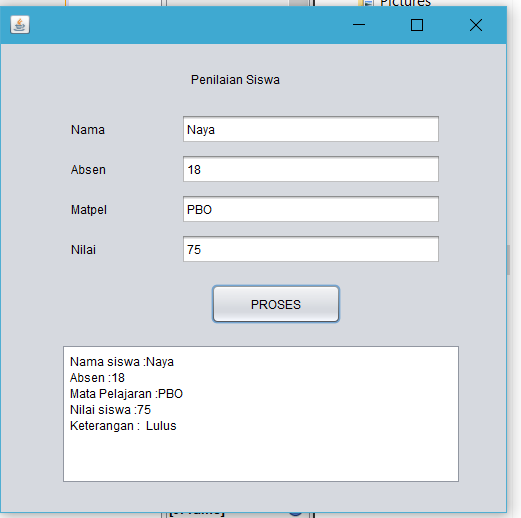 Pictures
Penilaian Siswa
Nama Naya
Absen 18
Matpel PBO
Nilai 75
PROSES
Nama siswa :Naya
Absen :18
Mata Pelajaran :PBO
Nilai siswa :75
Keterangan :  Lulus